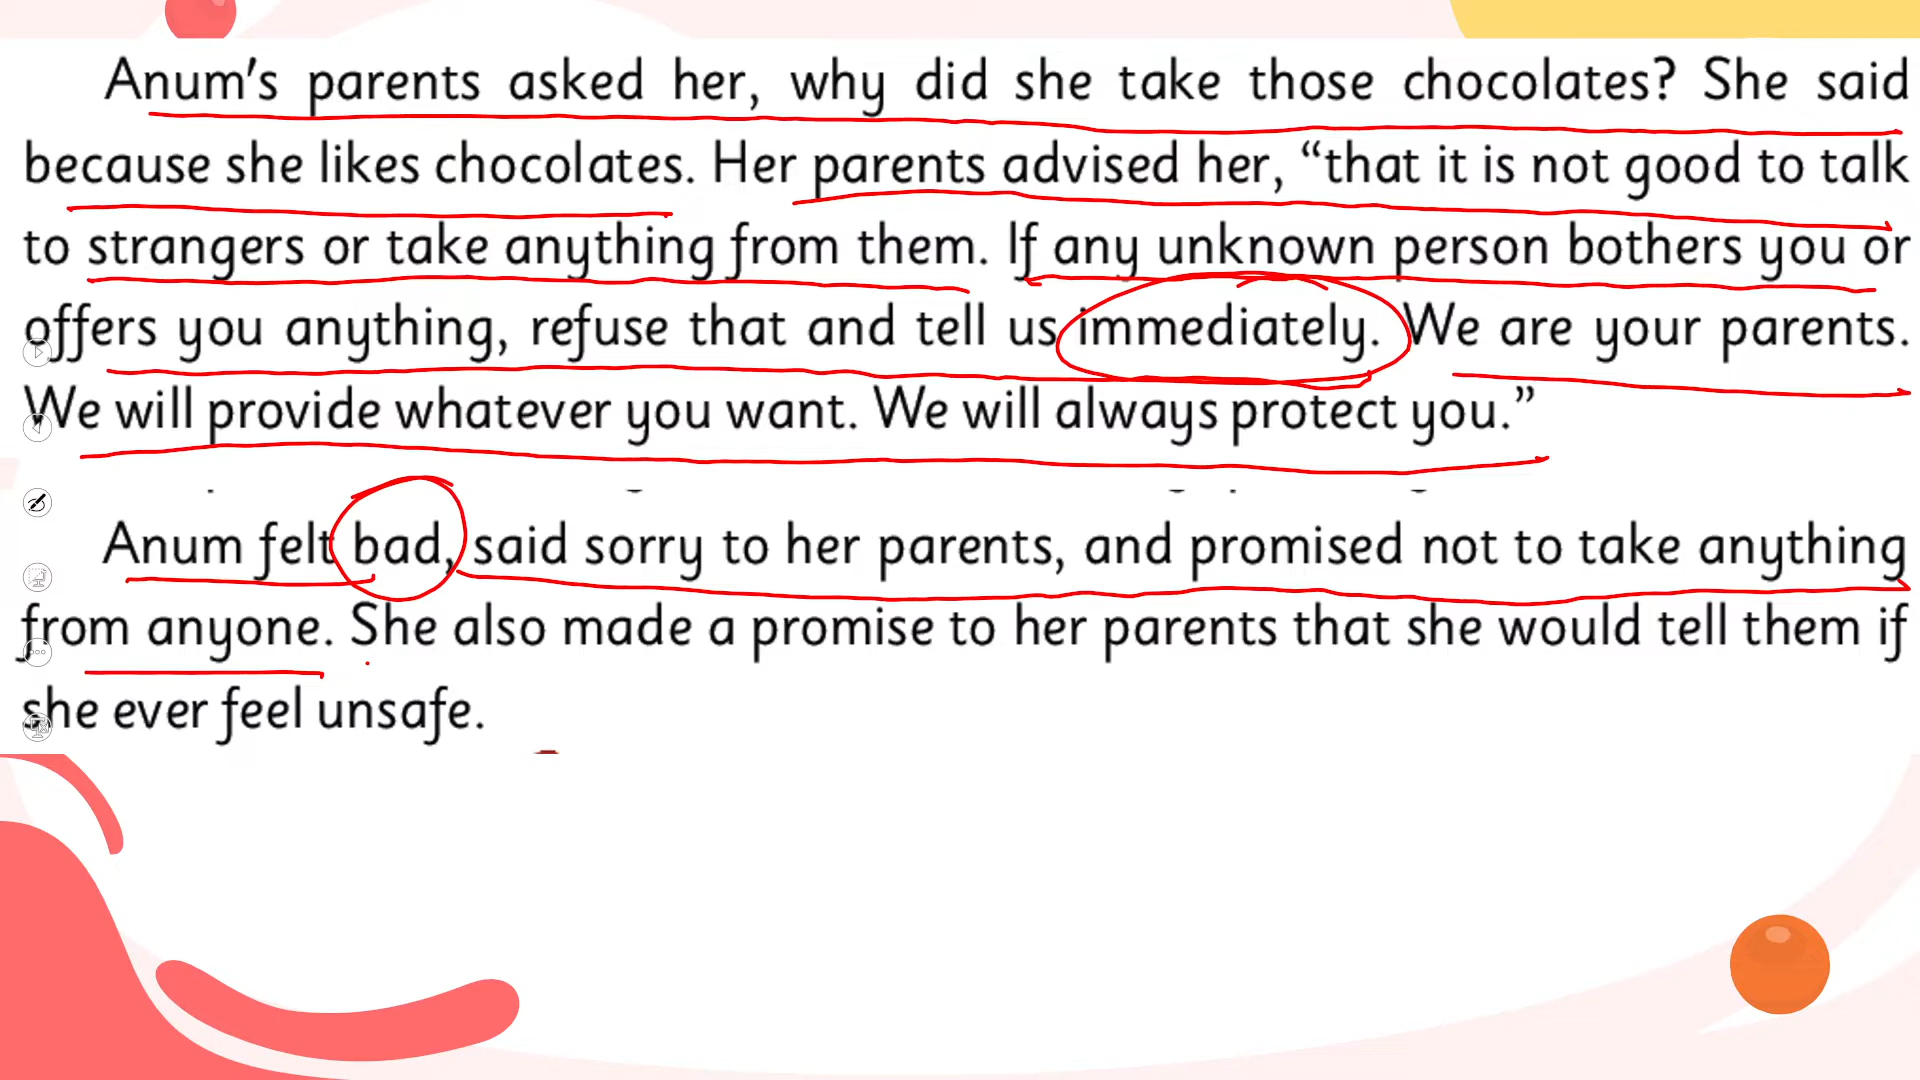 Anum's parents asked her, why did she take those chocolates? She said
because she likes chocolates. Her parents advised her, “that it is not good to talk
to strangers or take anything from them. If any unknown person bothers you or
offers you anything, refuse that and tell us immediately. We are your parents.
We will provide whatever you want. We will always protect you.”
Anum felt bad, said sorry to her parents, and promised not to take anything
from anyone. She also made a promise to her parents that she would tell them if
she ever feel unsafe.